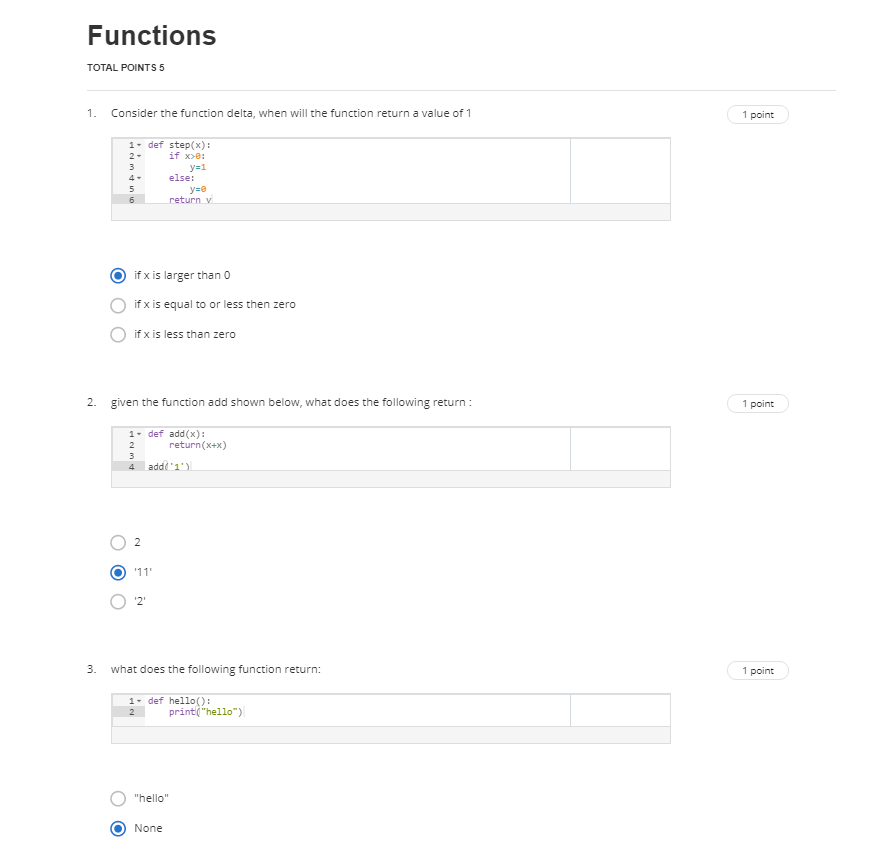 Functions
TOTAL POINTS 5
1. Consider the function delta, when will the function return a value of 1
1 point
1 def step(x):
2 if x>0:
3 y=1
4 else:
5 y=0
6 return y
if x is larger than 0
if x is equal to or less then zero
if x is less than zero
2. given the function add shown below, what does the following return :
1 point
1 def add(x):
2 return(x+x)
3
4 add('1')
2
'11'
'2'
3. what does the following function return:
1 point
1 def hello():
2 print("hello")
"hello"
None